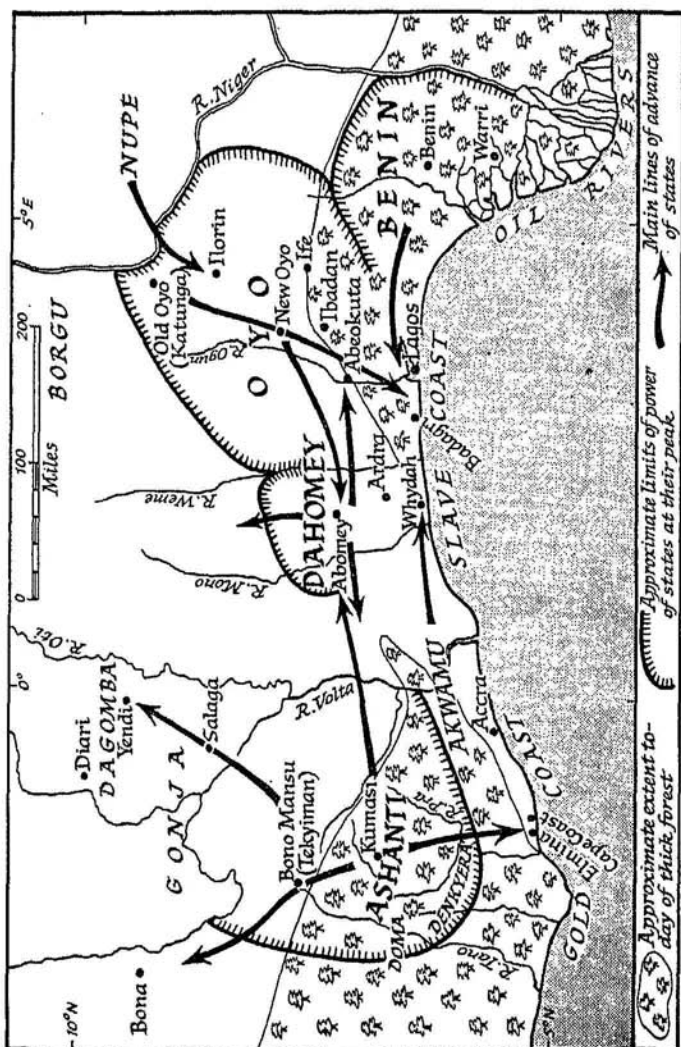 10°N
5°N
0°
5°E
0
100
200
Miles
BORGU
NUPE
R. Niger
Bona
GONJA
Diari
DAGOMBA
Yendi
Salaga
R. Oti
R. Mono
R. Weme
Bono Mansu
(Tekyiman)
R. Volta
Kumasi
ASHANTI
DOMA
DENKYERA
R. Pra
R. Tano
AKWAMU
Accra
Elmina
Cape Coast
GOLD COAST
DAHOMEY
Abomey
Ardra
Whydah
SLAVE COAST
Badagri
Lagos
OYO
Old Oyo
(Katunga)
Ilorin
R. Ogun
New Oyo
Ife
Ibadan
Abeokuta
BENIN
Benin
Warri
OIL RIVERS
Approximate extent to-
day of thick forest
Approximate limits of power
of states at their peak.
Main lines of advance
of states